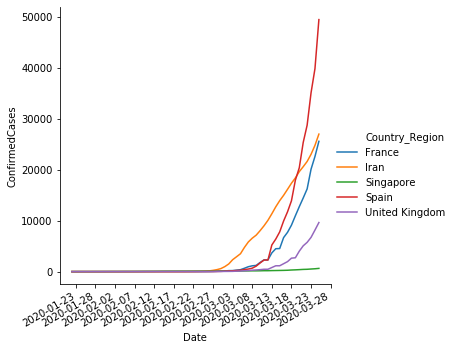 50000
40000
30000
20000
10000
0
ConfirmedCases
Country_Region
France
Iran
Singapore
Spain
United Kingdom
2020-01-23
2020-01-28
2020-02-02
2020-02-07
2020-02-12
2020-02-17
2020-02-22
2020-02-27
2020-03-03
2020-03-08
2020-03-13
2020-03-18
2020-03-23
2020-03-28
Date